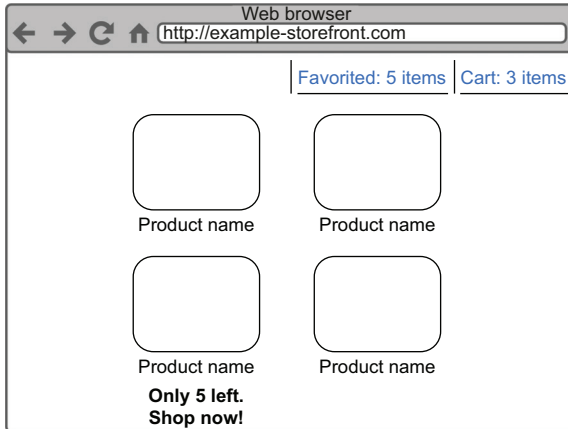 Web browser
http://example-storefront.com
Favorited: 5 items Cart: 3 items
Product name Product name
Product name Product name
Only 5 left.
Shop now!